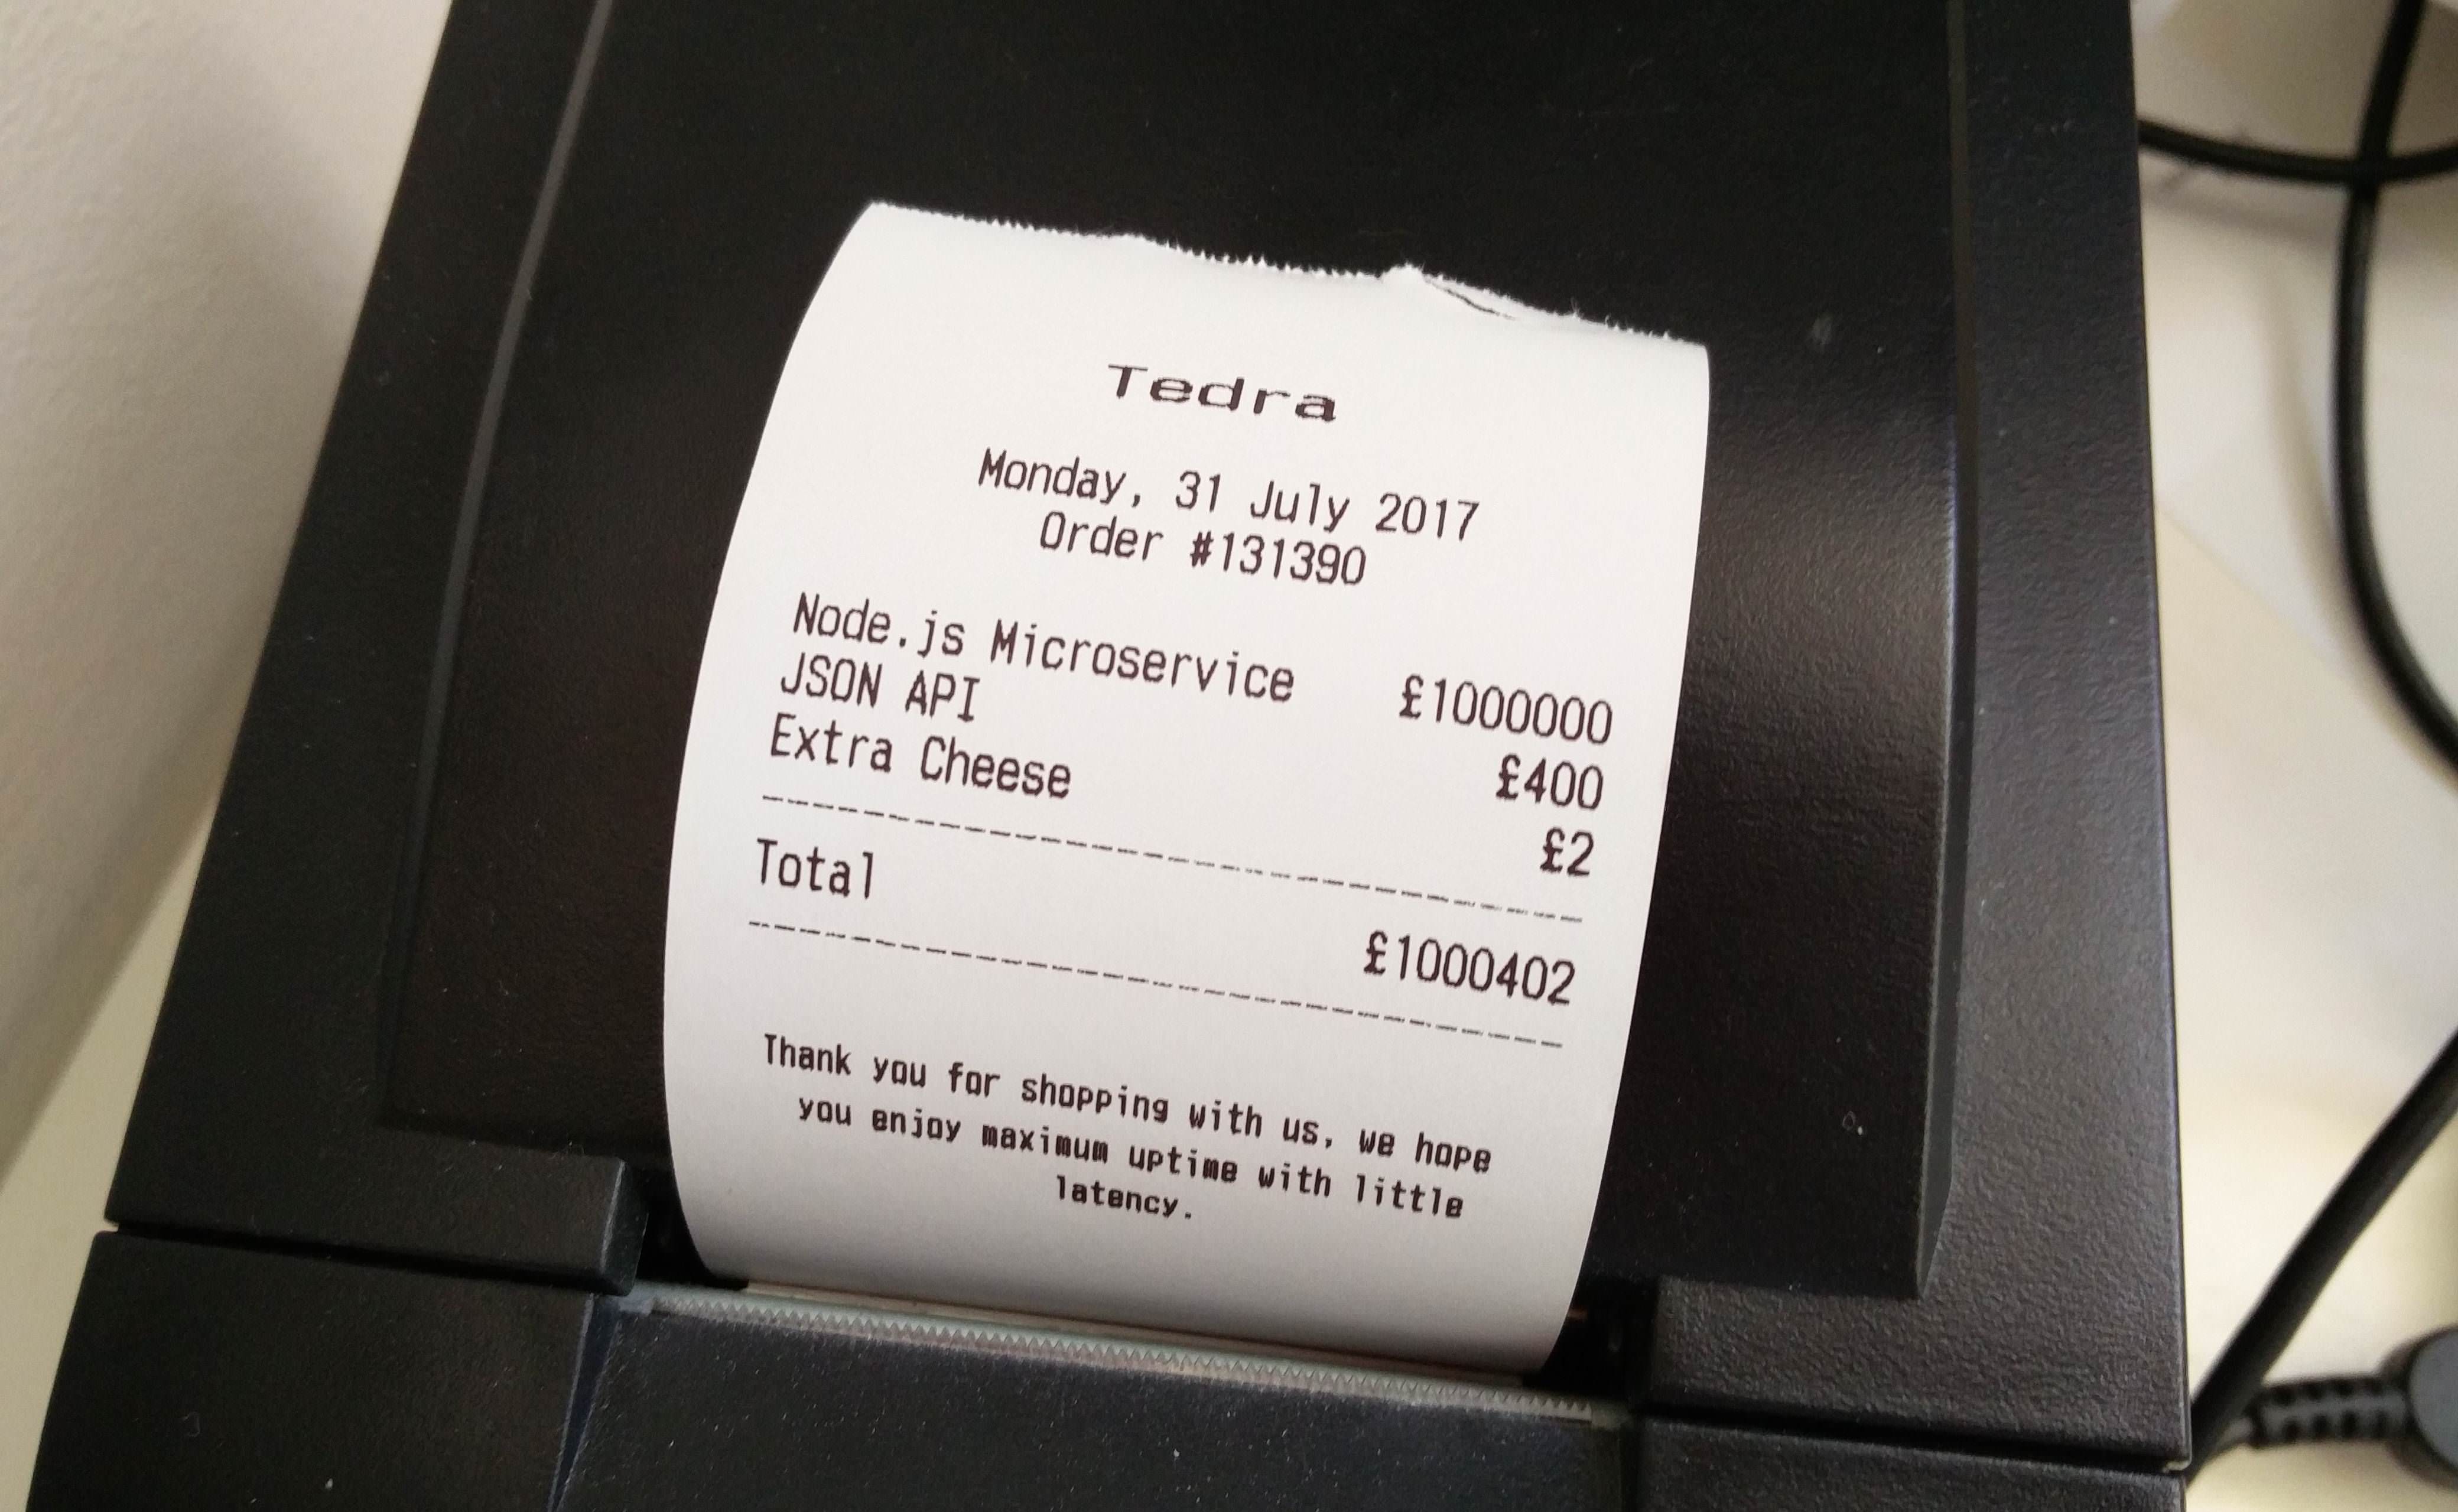 Tedra
Monday, 31 July 2017
Order #131390
Node.js Microservice £1000000
JSON API £400
Extra Cheese £2
Total £1000402
Thank you for shopping with us, we hope
you enjoy maximum uptime with little
latency.